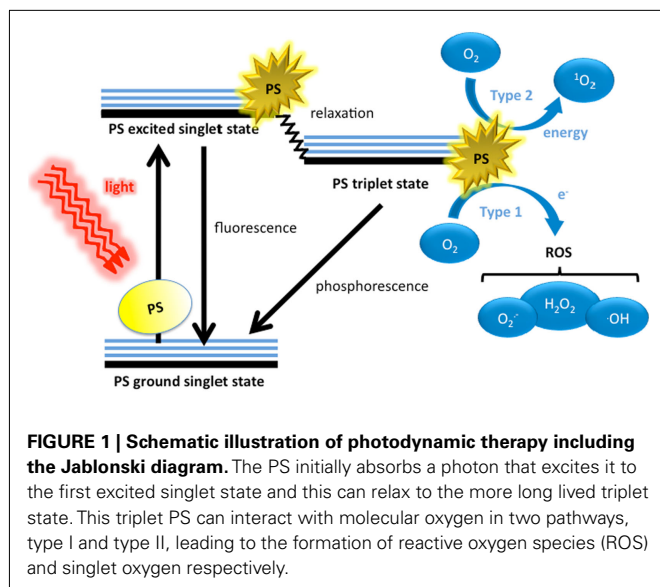 O₂
¹O₂
PS
Type 2
relaxation
energy
PS excited singlet state
PS
light
PS triplet state
Type 1
e⁻
fluorescence
O₂
ROS
phosphorescence
PS
O₂⁻˙
H₂O₂
·OH
PS ground singlet state
FIGURE 1 | Schematic illustration of photodynamic therapy including
the Jablonski diagram. The PS initially absorbs a photon that excites it to
the first excited singlet state and this can relax to the more long lived triplet
state. This triplet PS can interact with molecular oxygen in two pathways,
type I and type II, leading to the formation of reactive oxygen species (ROS)
and singlet oxygen respectively.